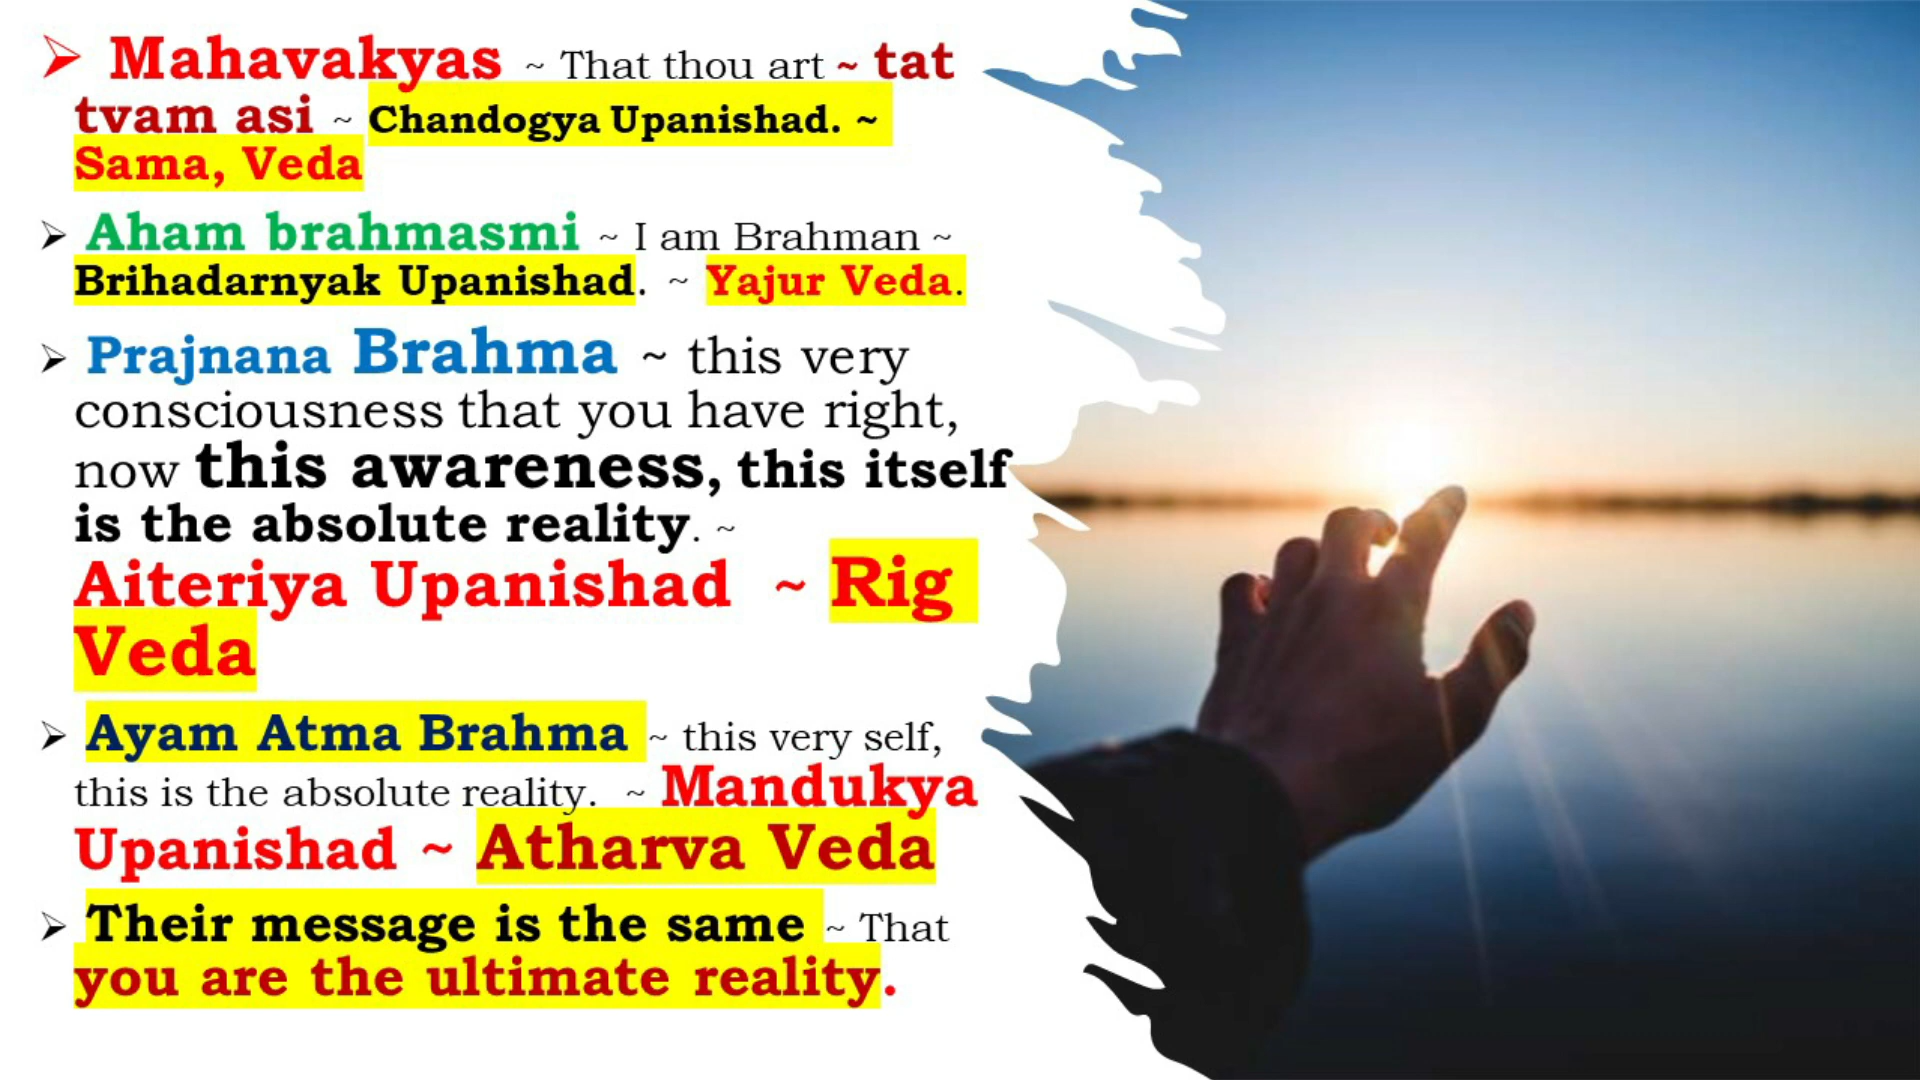 ➢ Mahavakyas ~ That thou art ~ tat
tvam asi ~ Chandogya Upanishad. ~
Sama, Veda
➢ Aham brahmasmi ~ I am Brahman ~
Brihadarnyak Upanishad. ~ Yajur Veda.
➢ Prajnana Brahma ~ this very
consciousness that you have right,
now this awareness, this itself
is the absolute reality. ~
Aiteriya Upanishad ~ Rig
Veda
➢ Ayam Atma Brahma ~ this very self,
this is the absolute reality. ~ Mandukya
Upanishad ~ Atharva Veda
➢ Their message is the same ~ That
you are the ultimate reality.